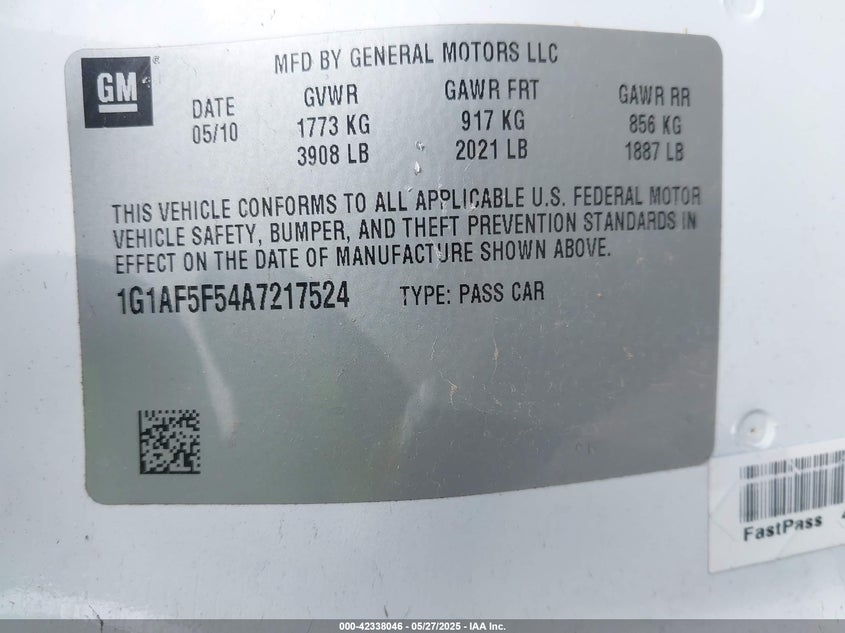 GM
MFD BY GENERAL MOTORS LLC
DATE GVWR GAWR FRT GAWR RR
05/10 1773 KG 917 KG 856 KG
3908 LB 2021 LB 1887 LB
THIS VEHICLE CONFORMS TO ALL APPLICABLE U.S. FEDERAL MOTOR
VEHICLE SAFETY, BUMPER, AND THEFT PREVENTION STANDARDS IN
EFFECT ON THE DATE OF MANUFACTURE SHOWN ABOVE.
1G1AF5F54A7217524 TYPE: PASS CAR
FastPass
000-42338046 — 05/27/2025 — IAA Inc.